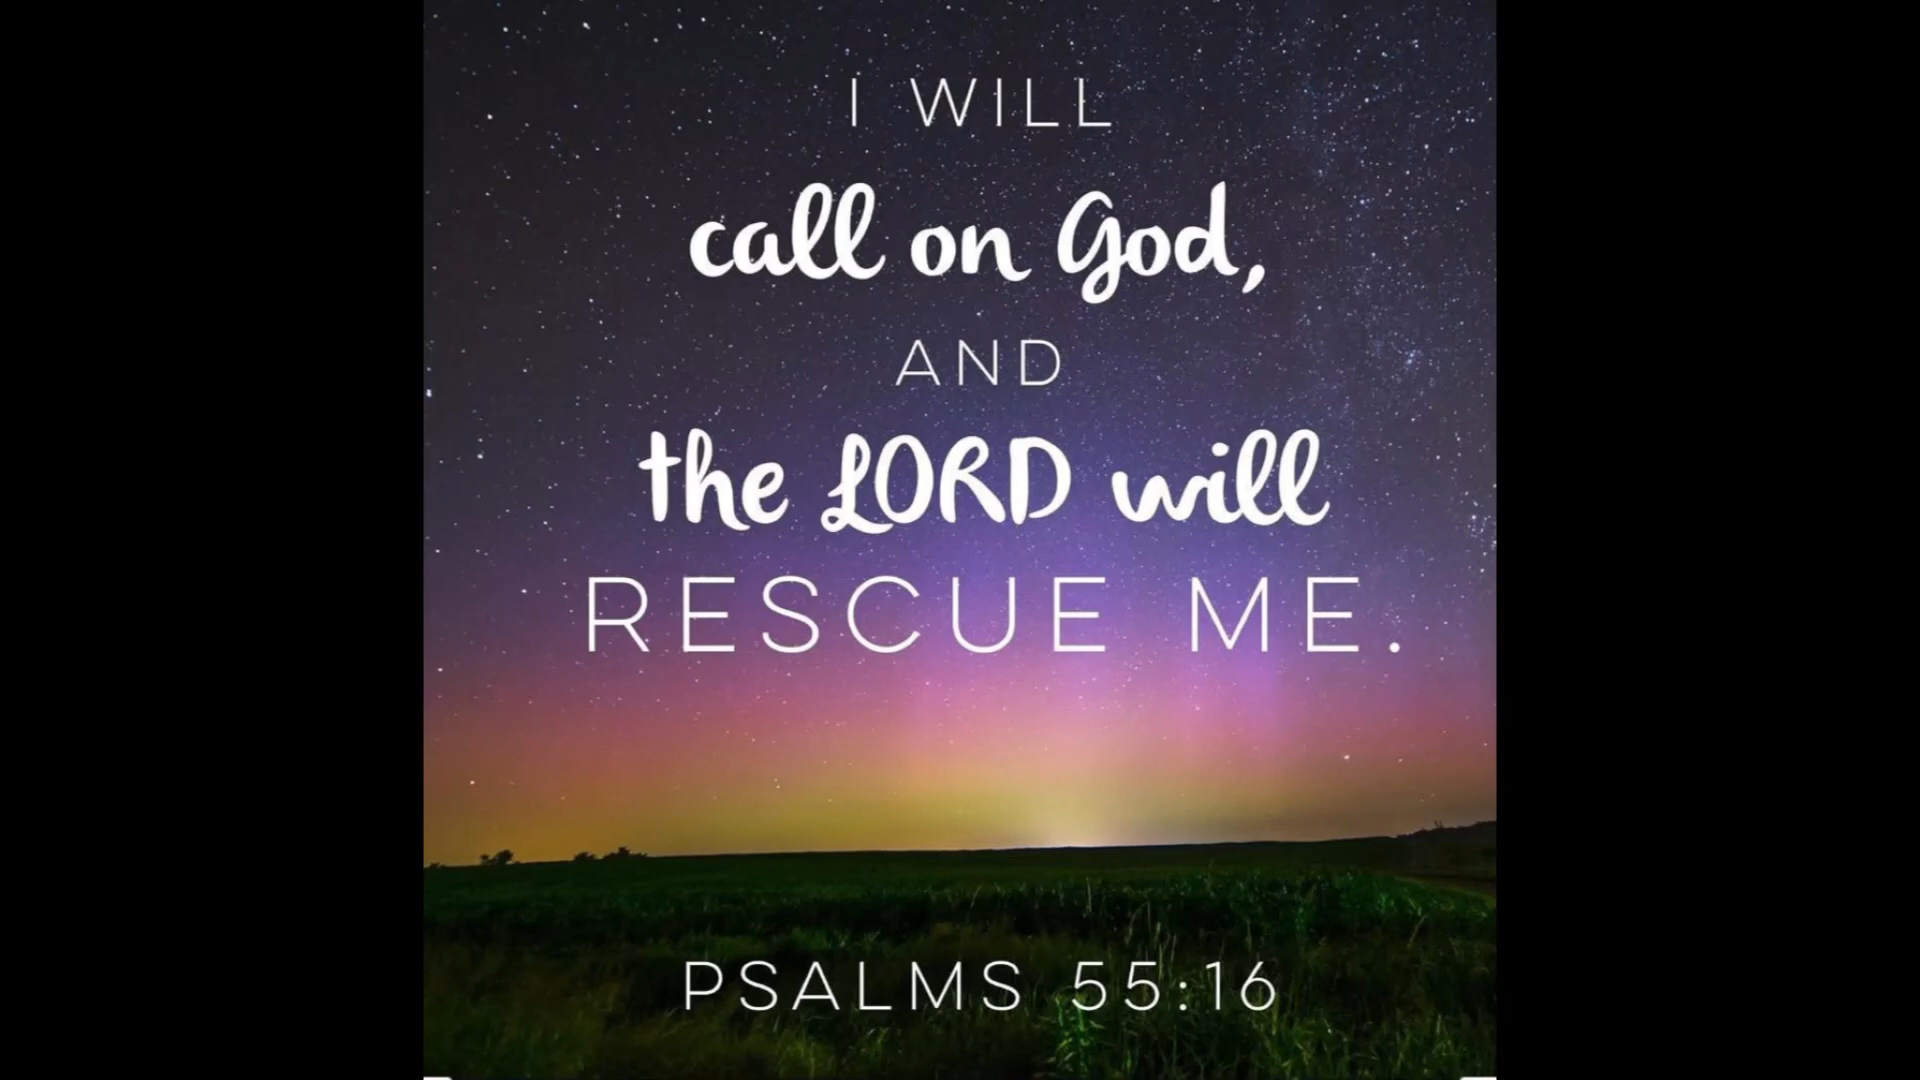 I WILL
call on God,
AND
the LORD will
RESCUE ME.
PSALMS 55:16